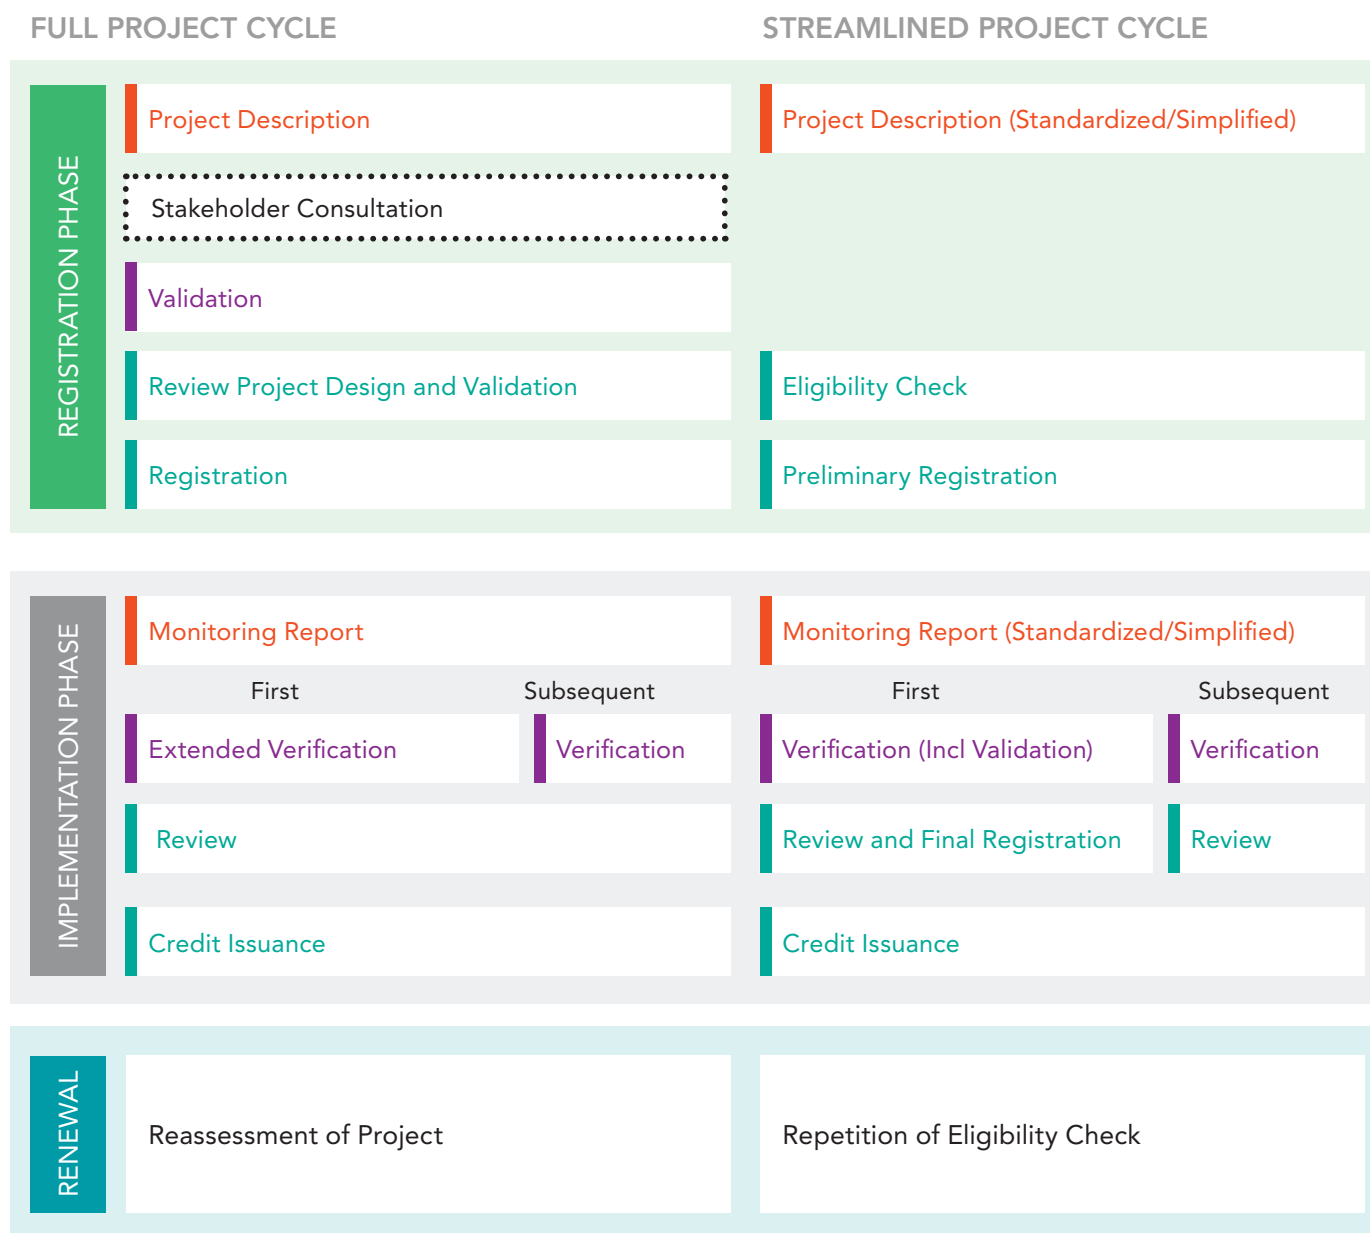 FULL PROJECT CYCLE
STREAMLINED PROJECT CYCLE
REGISTRATION PHASE
Project Description
Project Description (Standardized/Simplified)
Stakeholder Consultation
Validation
Review Project Design and Validation
Eligibility Check
Registration
Preliminary Registration
IMPLEMENTATION PHASE
Monitoring Report
Monitoring Report (Standardized/Simplified)
First
Subsequent
First
Subsequent
Extended Verification
Verification
Verification (Incl Validation)
Verification
Review
Review and Final Registration
Review
Credit Issuance
Credit Issuance
RENEWAL
Reassessment of Project
Repetition of Eligibility Check